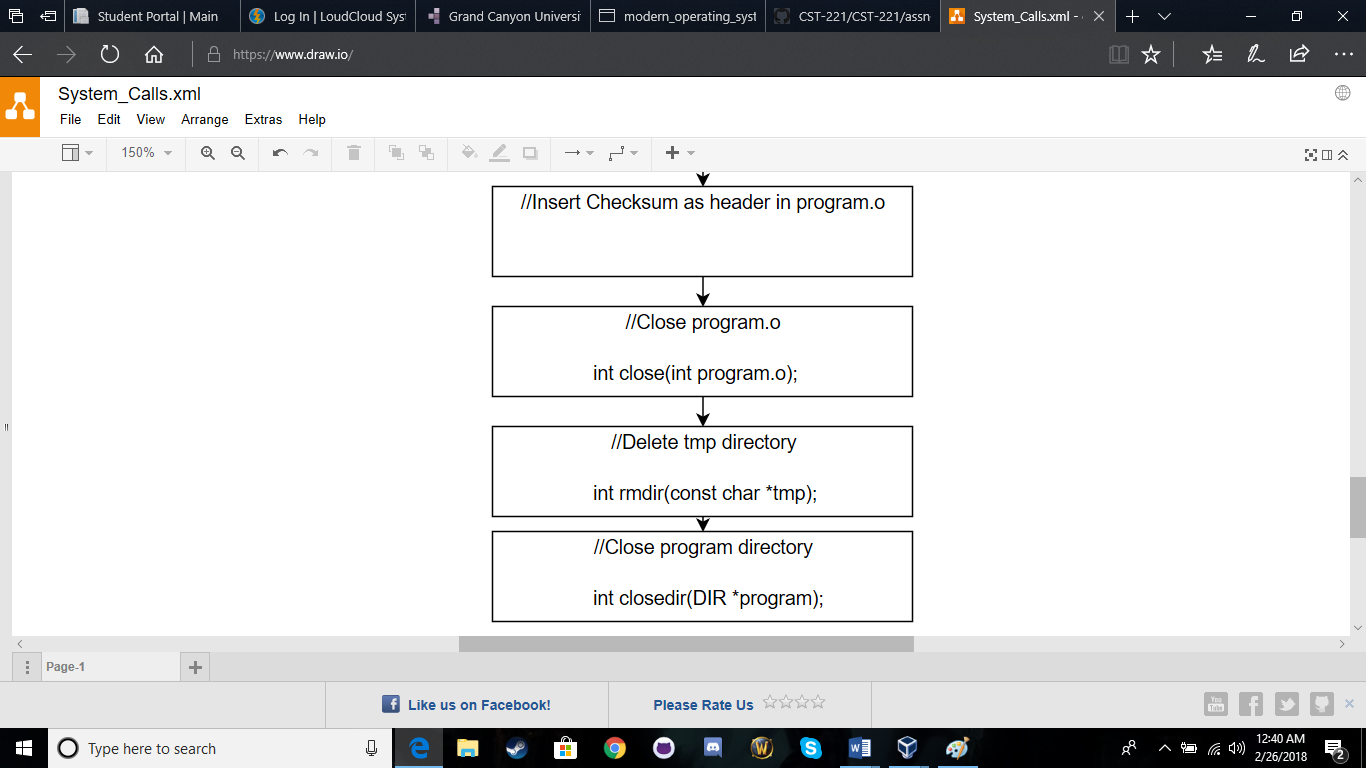 Student Portal | Main
Log In | LoudCloud Syst
Grand Canyon Universi
modern_operating_syst
CST-221/CST-221/assn
System_Calls.xml -
https://www.draw.io/
System_Calls.xml
File Edit View Arrange Extras Help
150%
//Insert Checksum as header in program.o
//Close program.o
int close(int program.o);
//Delete tmp directory
int rmdir(const char *tmp);
//Close program directory
int closedir(DIR *program);
Page-1
Like us on Facebook!
Please Rate Us
You
Tube
Type here to search
12:40 AM
2/26/2018
2